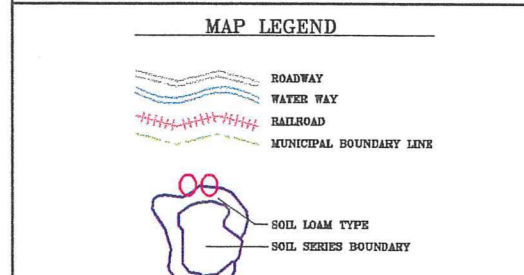 MAP LEGEND
ROADWAY
WATER WAY
RAILROAD
MUNICIPAL BOUNDARY LINE
SOIL LOAM TYPE
SOIL SERIES BOUNDARY